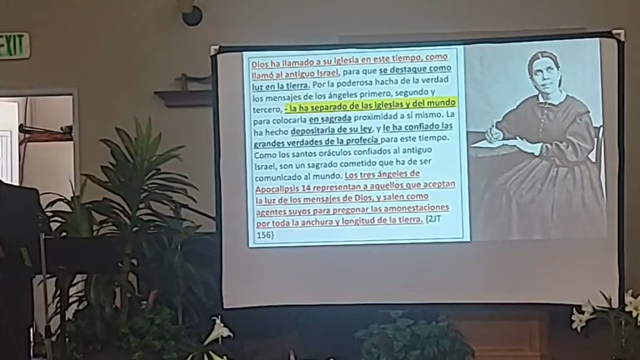 EXIT
Dios ha llamado a su iglesia en este tiempo, como
llamó al antiguo Israel, para que se destaque como
luz en la tierra. Por la poderosa hacha de la verdad
los mensajes de los ángeles primero, segundo y
tercero, - la ha separado de las iglesias y del mundo
para colocarla en sagrada proximidad a sí mismo. La
ha hecho depositaria de su ley, y le ha confiado las
grandes verdades de la profecía para este tiempo.
Como los santos oráculos confiados al antiguo
Israel, son un sagrado cometido que ha de ser
comunicado al mundo. Los tres ángeles de
Apocalipsis 14 representan a aquellos que aceptan
la luz de los mensajes de Dios, y salen como
agentes suyos para pregonar las amonestaciones
por toda la anchura y longitud de la tierra. (2JT
156)